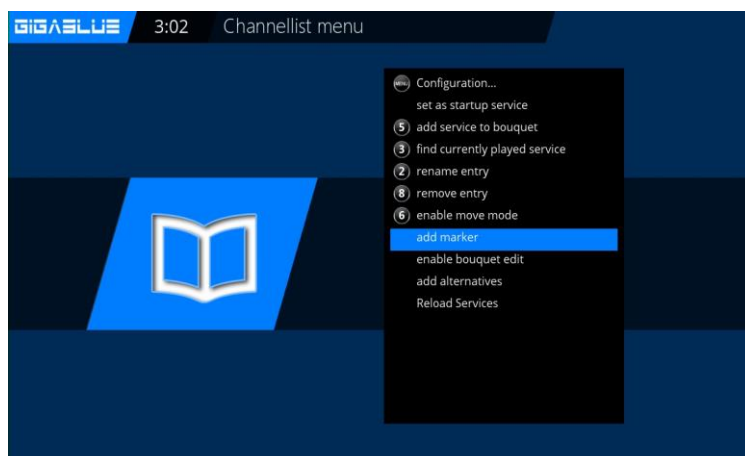 GIGABLUE 3:02 Channellist menu
MENU Configuration...
set as startup service
5 add service to bouquet
3 find currently played service
2 rename entry
8 remove entry
6 enable move mode
add marker
enable bouquet edit
add alternatives
Reload Services